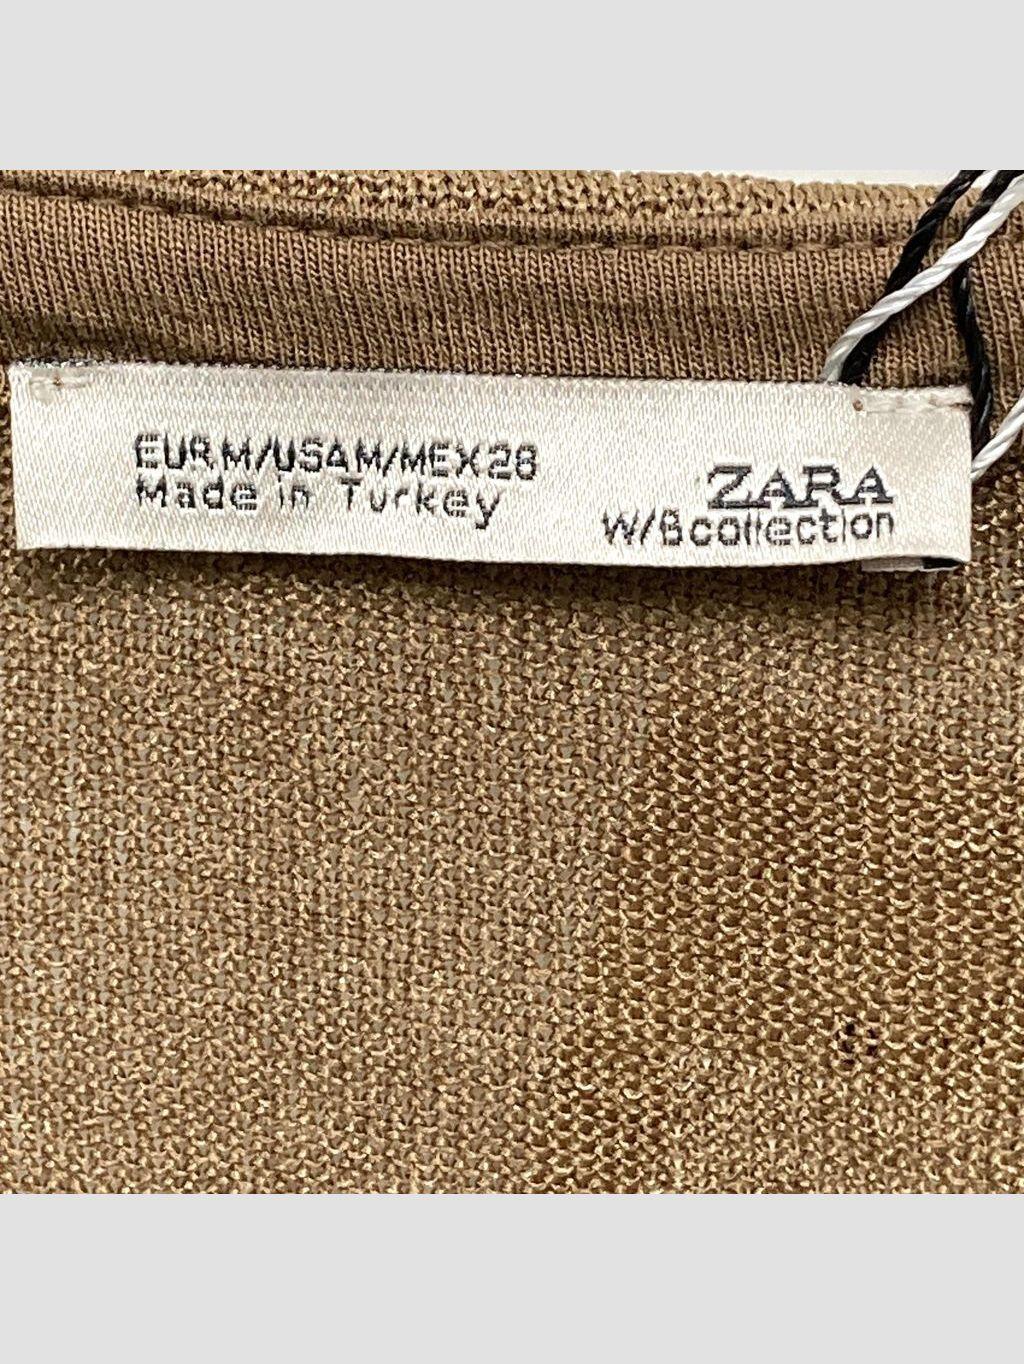 EUR M/USA M/MEX 28
Made in Turkey
ZARA
W/B collection